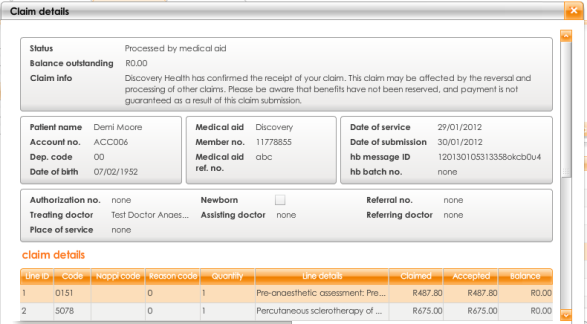 Claim details
Status Processed by medical aid
Balance outstanding R0.00
Claim info Discovery Health has confirmed the receipt of your claim. This claim may be affected by the reversal and
processing of other claims. Please be aware that benefits have not been reserved, and payment is not
guaranteed as a result of this claim submission.
Patient name Demi Moore
Account no. ACC006
Dep. code 00
Date of birth 07/02/1952
Medical aid Discovery
Member no. 11778855
Medical aid abc
ref. no.
Date of service 29/01/2012
Date of submission 30/01/2012
hb message ID 120130105313358okcb0u4
hb batch no. none
Authorization no. none Newborn Referral no. none
Treating doctor Test Doctor Anaes... Assisting doctor none Referring doctor none
Place of service none
claim details
Line ID Code Nappi code Reason code Quantity Line details Claimed Accepted Balance
1 0151 0 1 Pre-anaesthetic assessment: Pre... R487.80 R487.80 R0.00
2 5078 0 1 Percutaneous sclerotherapy of ... R675.00 R675.00 R0.00